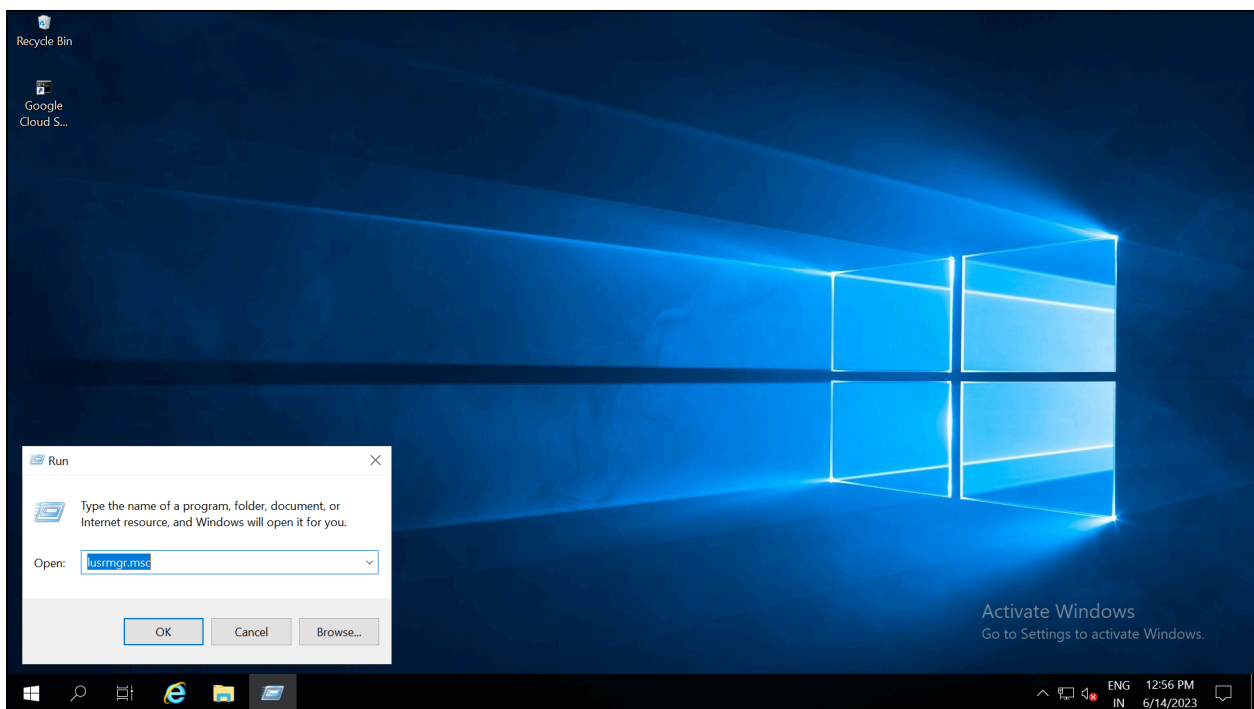 Recycle Bin
Google
Cloud S...
Run
Type the name of a program, folder, document, or
Internet resource, and Windows will open it for you.
Open:
lusrmgr.msc
OK
Cancel
Browse...
Activate Windows
Go to Settings to activate Windows.
ENG
IN
12:56 PM
6/14/2023